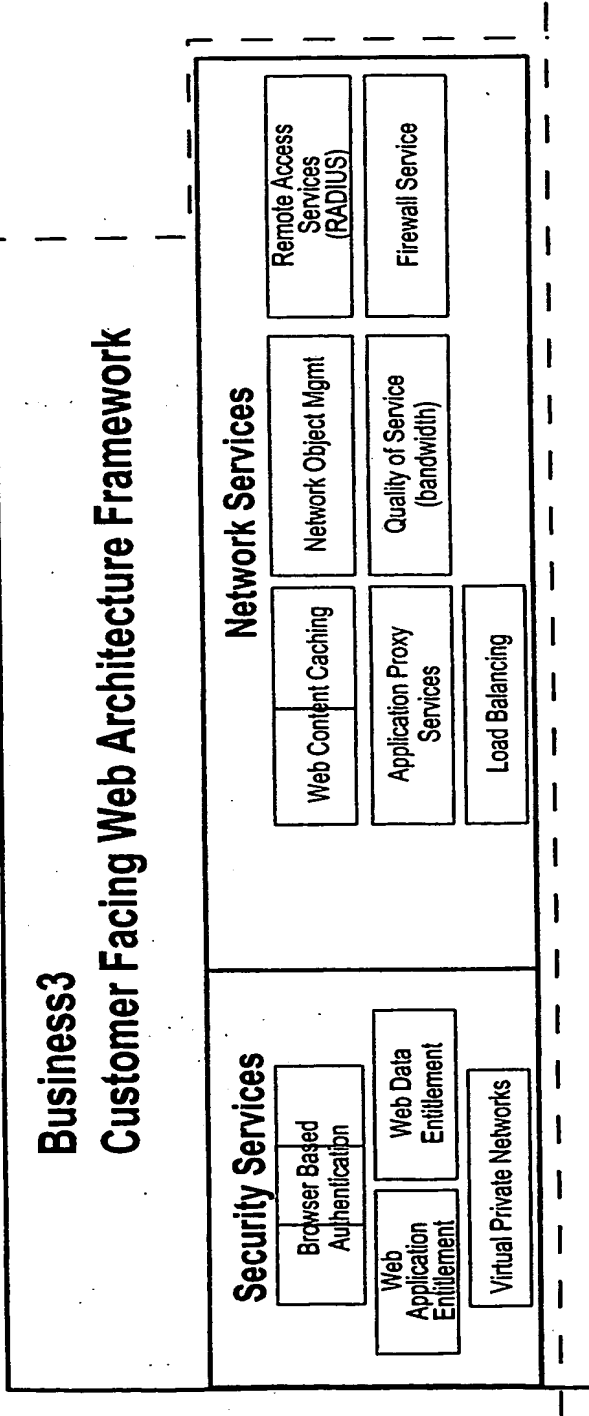 Business3
Customer Facing Web Architecture Framework
Security Services
Browser Based
Authentication
Web
Application
Entitlement
Web Data
Entitlement
Virtual Private Networks
Network Services
Web Content Caching
Network Object Mgmt
Remote Access
Services
(RADIUS)
Application Proxy
Services
Quality of Service
(bandwidth)
Firewall Service
Load Balancing